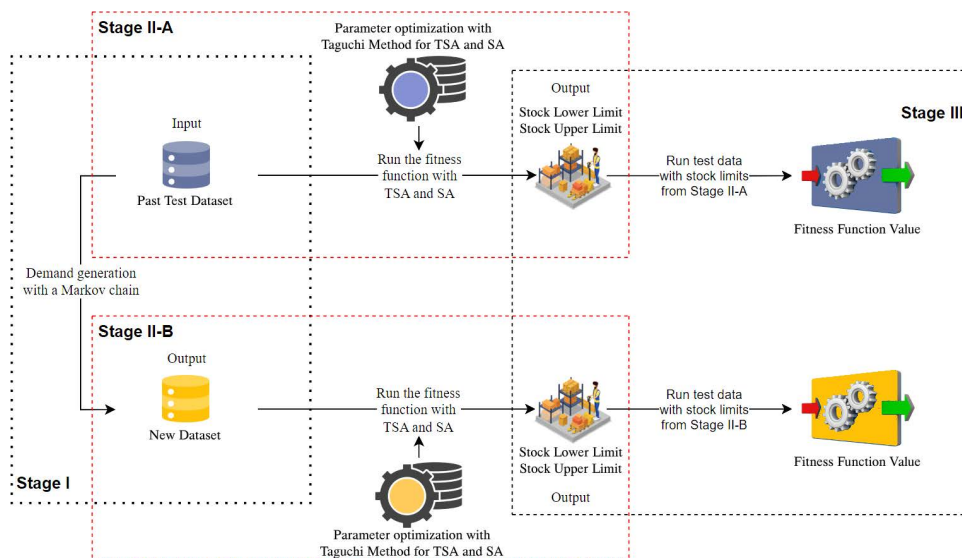 Stage II-A
Parameter optimization with
Taguchi Method for TSA and SA
Input
Past Test Dataset
Run the fitness
function with
TSA and SA
Output
Stock Lower Limit
Stock Upper Limit
Stage III
Run test data
with stock limits
from Stage II-A
Fitness Function Value
Demand generation
with a Markov chain
Stage II-B
Output
New Dataset
Run the fitness
function with
TSA and SA
Stock Lower Limit
Stock Upper Limit
Output
Run test data
with stock limits
from Stage II-B
Fitness Function Value
Stage I
Parameter optimization with
Taguchi Method for TSA and SA